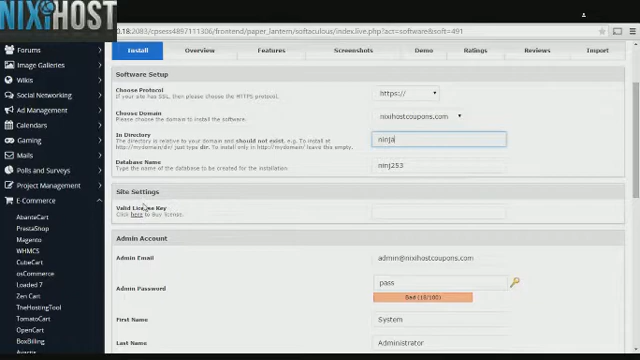 NIXIHOST
0.18:2083/cpsess4897111306/frontend/paper_lantern/softaculous/index.live.php?act=software&soft=491
Install
Overview
Features
Screenshots
Demo
Ratings
Reviews
Import
Forums
Image Galleries
Wikis
Social Networking
Ad Management
Calendars
Gaming
Mails
Polls and Surveys
Project Management
E-Commerce
AbanteCart
PrestaShop
Magento
WHMCS
CubeCart
osCommerce
Loaded 7
Zen Cart
TheHostingTool
TomatoCart
OpenCart
BoxBilling
Software Setup
Choose Protocol
If your site has SSL, then please choose the HTTPS protocol.
https://
Choose Domain
Please choose the domain to install the software.
nixihostcoupons.com
In Directory
The directory is relative to your domain and should not exist. e.g. To install at
http://mydomain/dir/ just type dir. To install only in http://mydomain/ leave this empty.
ninja
Database Name
Type the name of the database to be created for the installation
ninj253
Site Settings
Valid License Key
Click here to buy license.
Admin Account
Admin Email
admin@nixihostcoupons.com
Admin Password
pass
Bad (18/100)
First Name
System
Last Name
Administrator